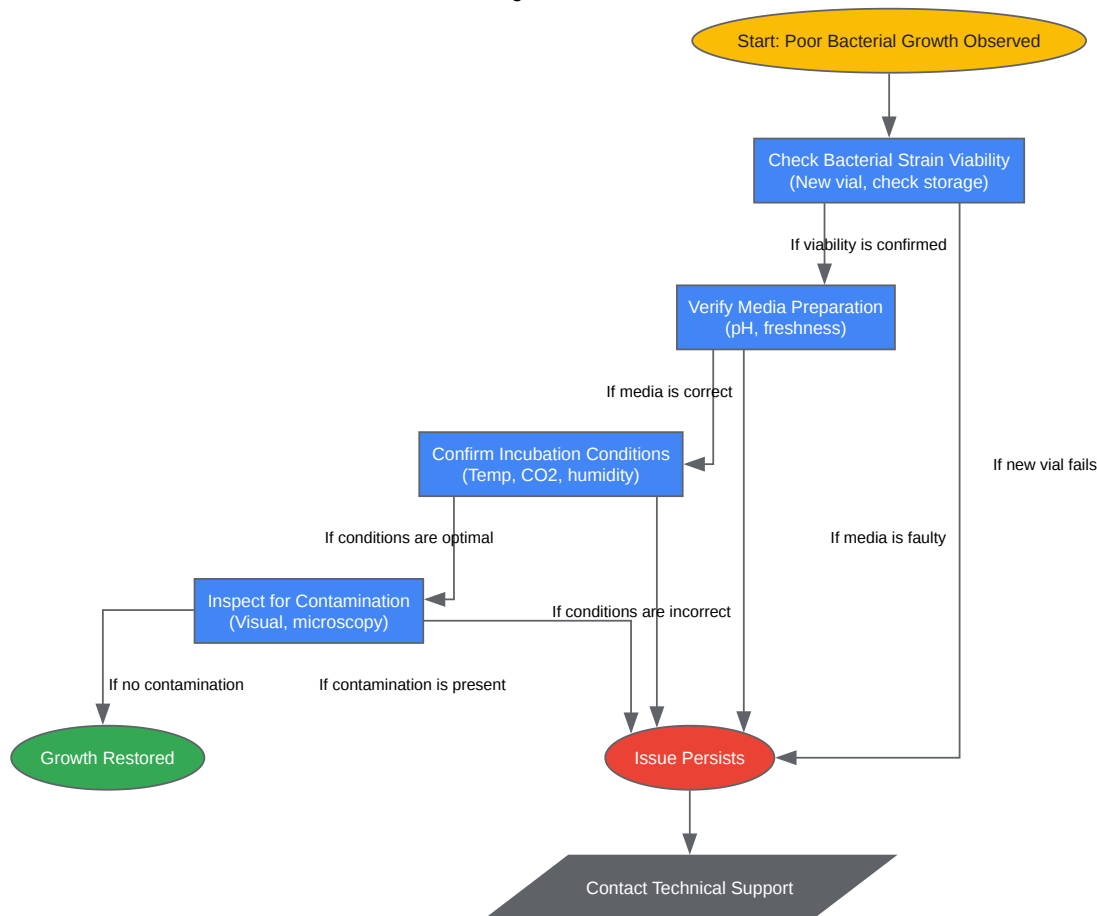 Start: Poor Bacterial Growth Observed
Check Bacterial Strain Viability
(New vial, check storage)
If viability is confirmed
Verify Media Preparation
(pH, freshness)
If media is correct
Confirm Incubation Conditions
(Temp, CO2, humidity)
If new vial fails
If conditions are optimal
If media is faulty
Inspect for Contamination
(Visual, microscopy)
If conditions are incorrect
If no contamination
If contamination is present
Growth Restored
Issue Persists
Contact Technical Support